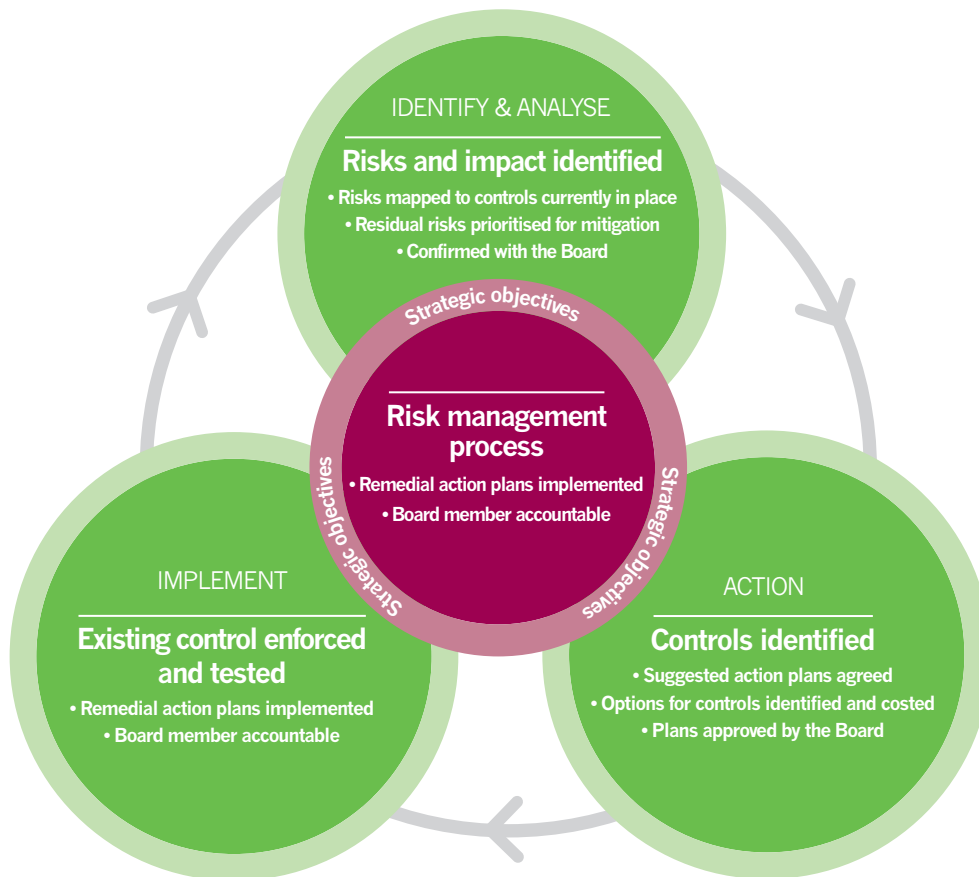 IDENTIFY & ANALYSE
Risks and impact identified
• Risks mapped to controls currently in place
• Residual risks prioritised for mitigation
• Confirmed with the Board
Strategic objectives
Risk management
process
• Remedial action plans implemented
• Board member accountable
Strategic objectives
Strategic objectives
IMPLEMENT
Existing control enforced
and tested
• Remedial action plans implemented
• Board member accountable
ACTION
Controls identified
• Suggested action plans agreed
• Options for controls identified and costed
• Plans approved by the Board